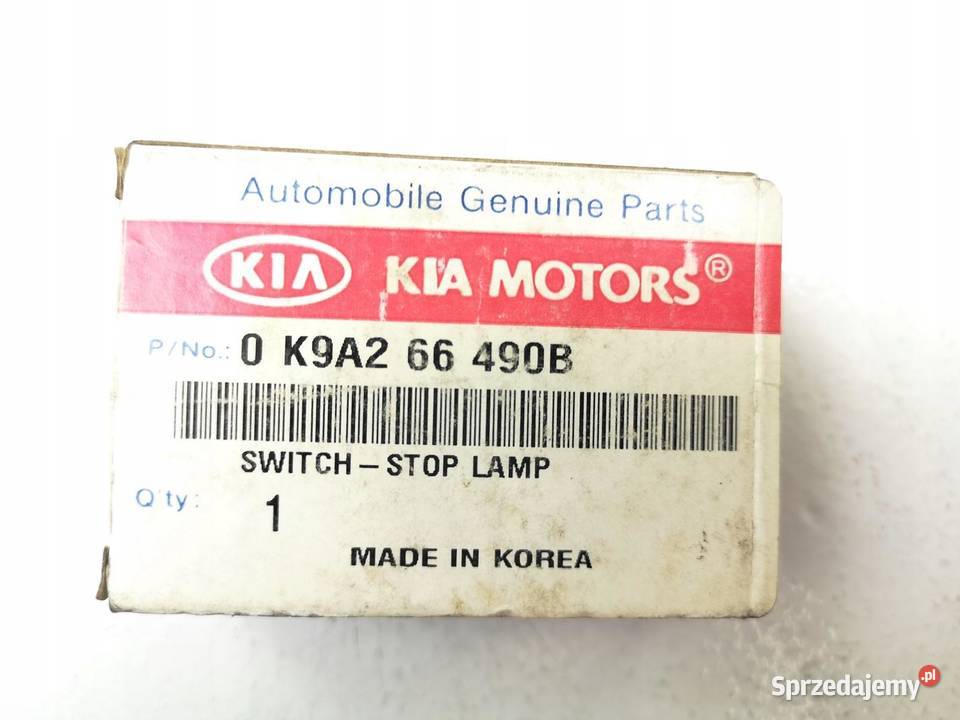 Automobile Genuine Parts
KIA KIA MOTORS®
P/No.: 0 K9A2 66 490B
SWITCH – STOP LAMP
Q'ty: 1
MADE IN KOREA
Sprzedajemy.pl